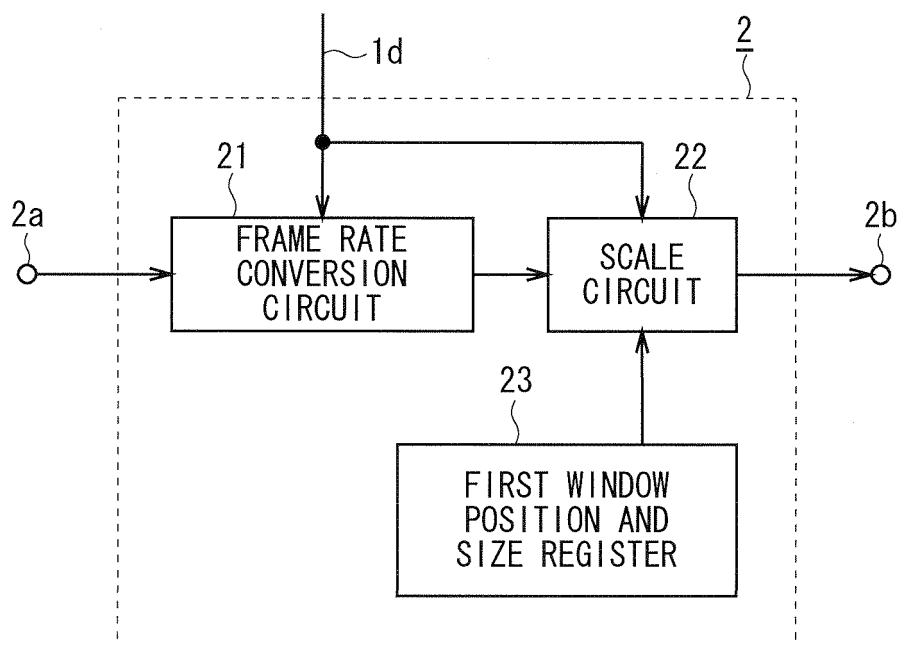 2
1d
21
22
2a
2b
FRAME RATE
CONVERSION
CIRCUIT
SCALE
CIRCUIT
23
FIRST WINDOW
POSITION AND
SIZE REGISTER